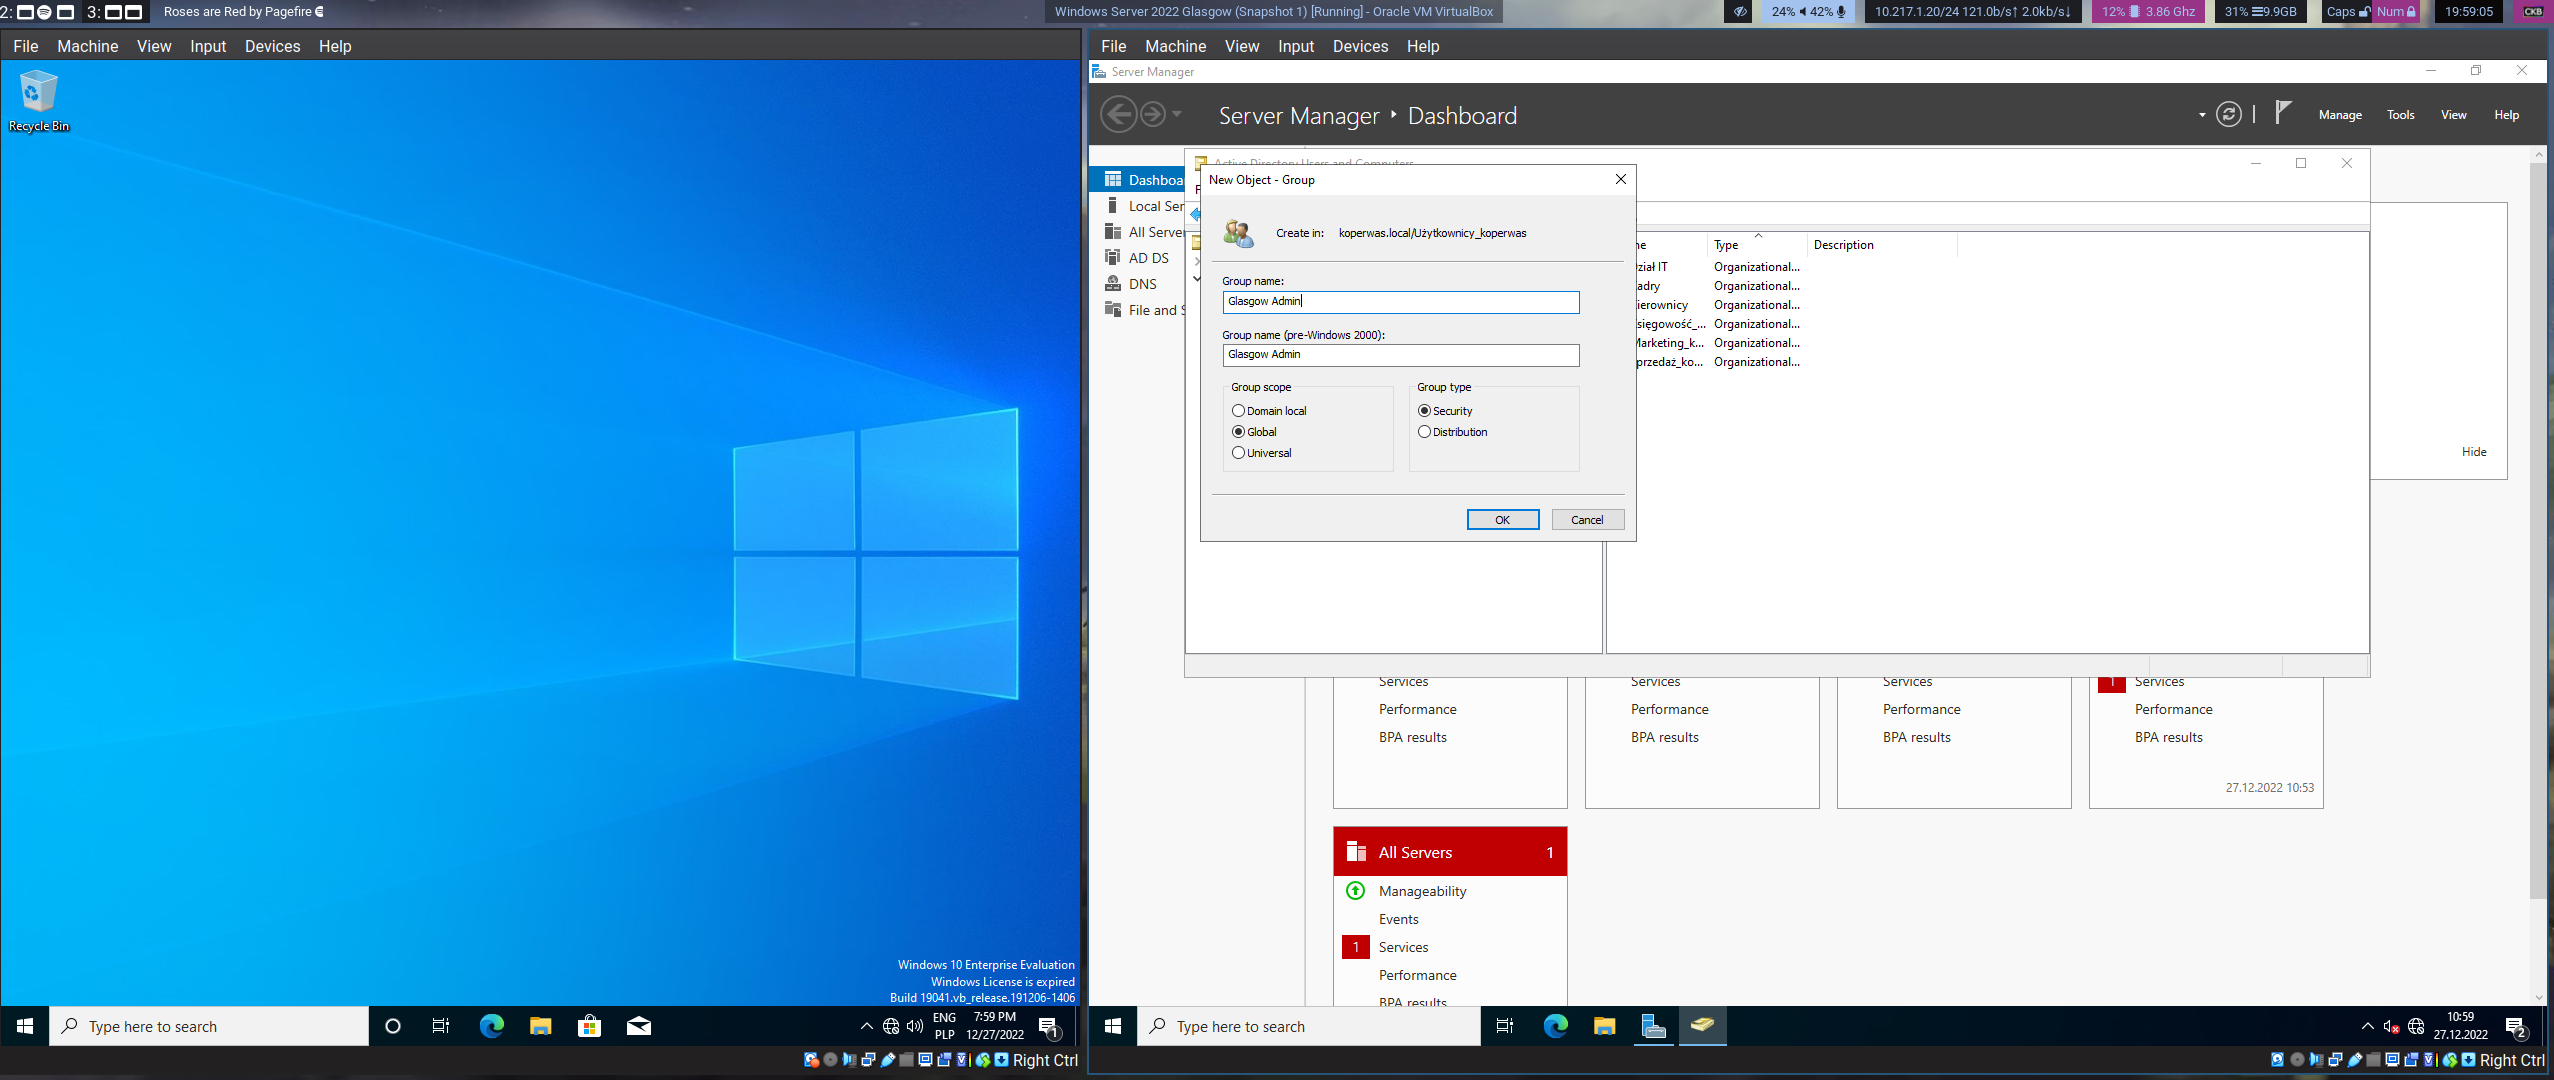 2:
3:
Roses are Red by Pagefire
Windows Server 2022 Glasgow (Snapshot 1) [Running] - Oracle VM VirtualBox
24% 42%
10.217.1.20/24 121.0b/s↑ 2.0kb/s↓
12% 3.86 Ghz
31% 9.9GB
Caps Num
19:59:05
CKB
File Machine View Input Devices Help
Recycle Bin
Windows 10 Enterprise Evaluation
Windows License is expired
Build 19041.vb_release.191206-1406
Type here to search
ENG
PLP
7:59 PM
12/27/2022
1
Right Ctrl
File Machine View Input Devices Help
Server Manager
Server Manager ‣ Dashboard
Manage Tools View Help
Dashboa
Local Ser
All Server
AD DS
DNS
File and S
Active Directory Users and Computers
New Object - Group
Create in: koperwas.local/Użytkownicy_koperwas
Group name:
Glasgow Admin
Group name (pre-Windows 2000):
Glasgow Admin
Group scope
Domain local
Global
Universal
Group type
Security
Distribution
OK Cancel
me Type Description
Dział IT Organizational...
adry Organizational...
ierownicy Organizational...
sięgowość_... Organizational...
Marketing_k... Organizational...
przedaż_ko... Organizational...
Hide
Services
Performance
BPA results
Services
Performance
BPA results
Services
Performance
BPA results
1 Services
Performance
BPA results
27.12.2022 10:53
All Servers 1
Manageability
Events
1 Services
Performance
BPA results
Type here to search
10:59
27.12.2022
2
Right Ctrl